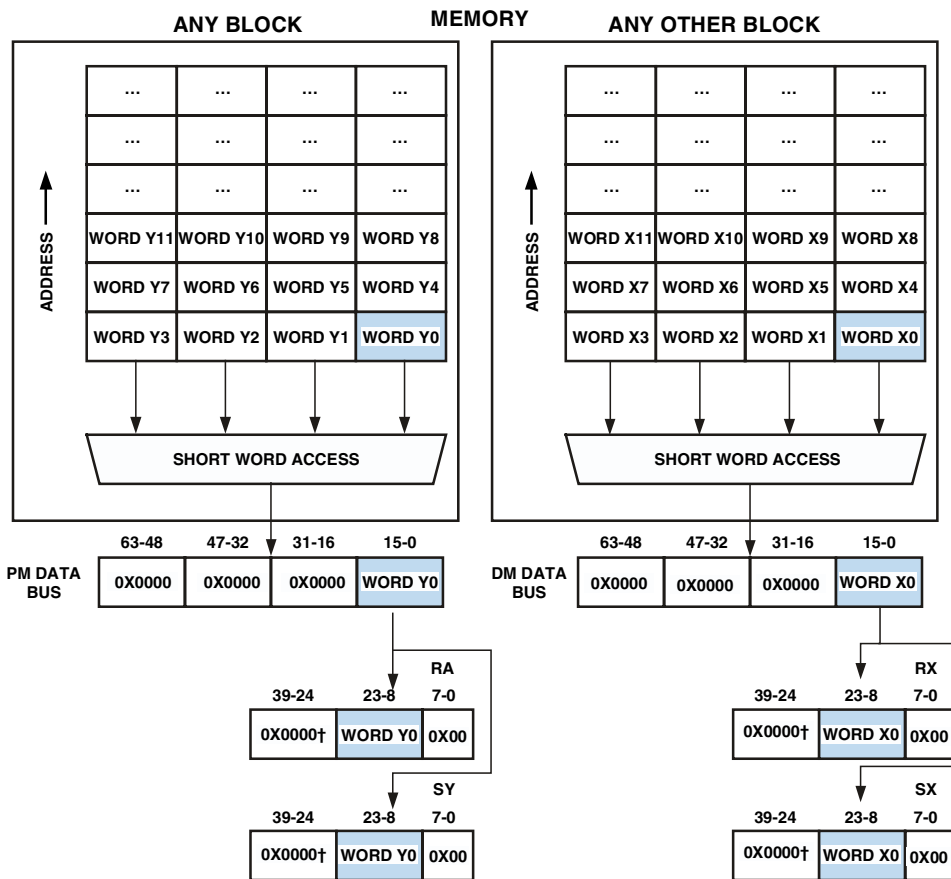 MEMORY
ANY BLOCK
ANY OTHER BLOCK
... ... ... ...
... ... ... ...
... ... ... ...
WORD Y11 WORD Y10 WORD Y9 WORD Y8
WORD Y7 WORD Y6 WORD Y5 WORD Y4
WORD Y3 WORD Y2 WORD Y1 WORD Y0
ADDRESS
SHORT WORD ACCESS
... ... ... ...
... ... ... ...
... ... ... ...
WORD X11 WORD X10 WORD X9 WORD X8
WORD X7 WORD X6 WORD X5 WORD X4
WORD X3 WORD X2 WORD X1 WORD X0
ADDRESS
SHORT WORD ACCESS
63-48 47-32 31-16 15-0
PM DATA
BUS
0X0000 0X0000 0X0000 WORD Y0
63-48 47-32 31-16 15-0
DM DATA
BUS
0X0000 0X0000 0X0000 WORD X0
RA
39-24 23-8 7-0
0X0000† WORD Y0 0X00
SY
39-24 23-8 7-0
0X0000† WORD Y0 0X00
RX
39-24 23-8 7-0
0X0000† WORD X0 0X00
SX
39-24 23-8 7-0
0X0000† WORD X0 0X00